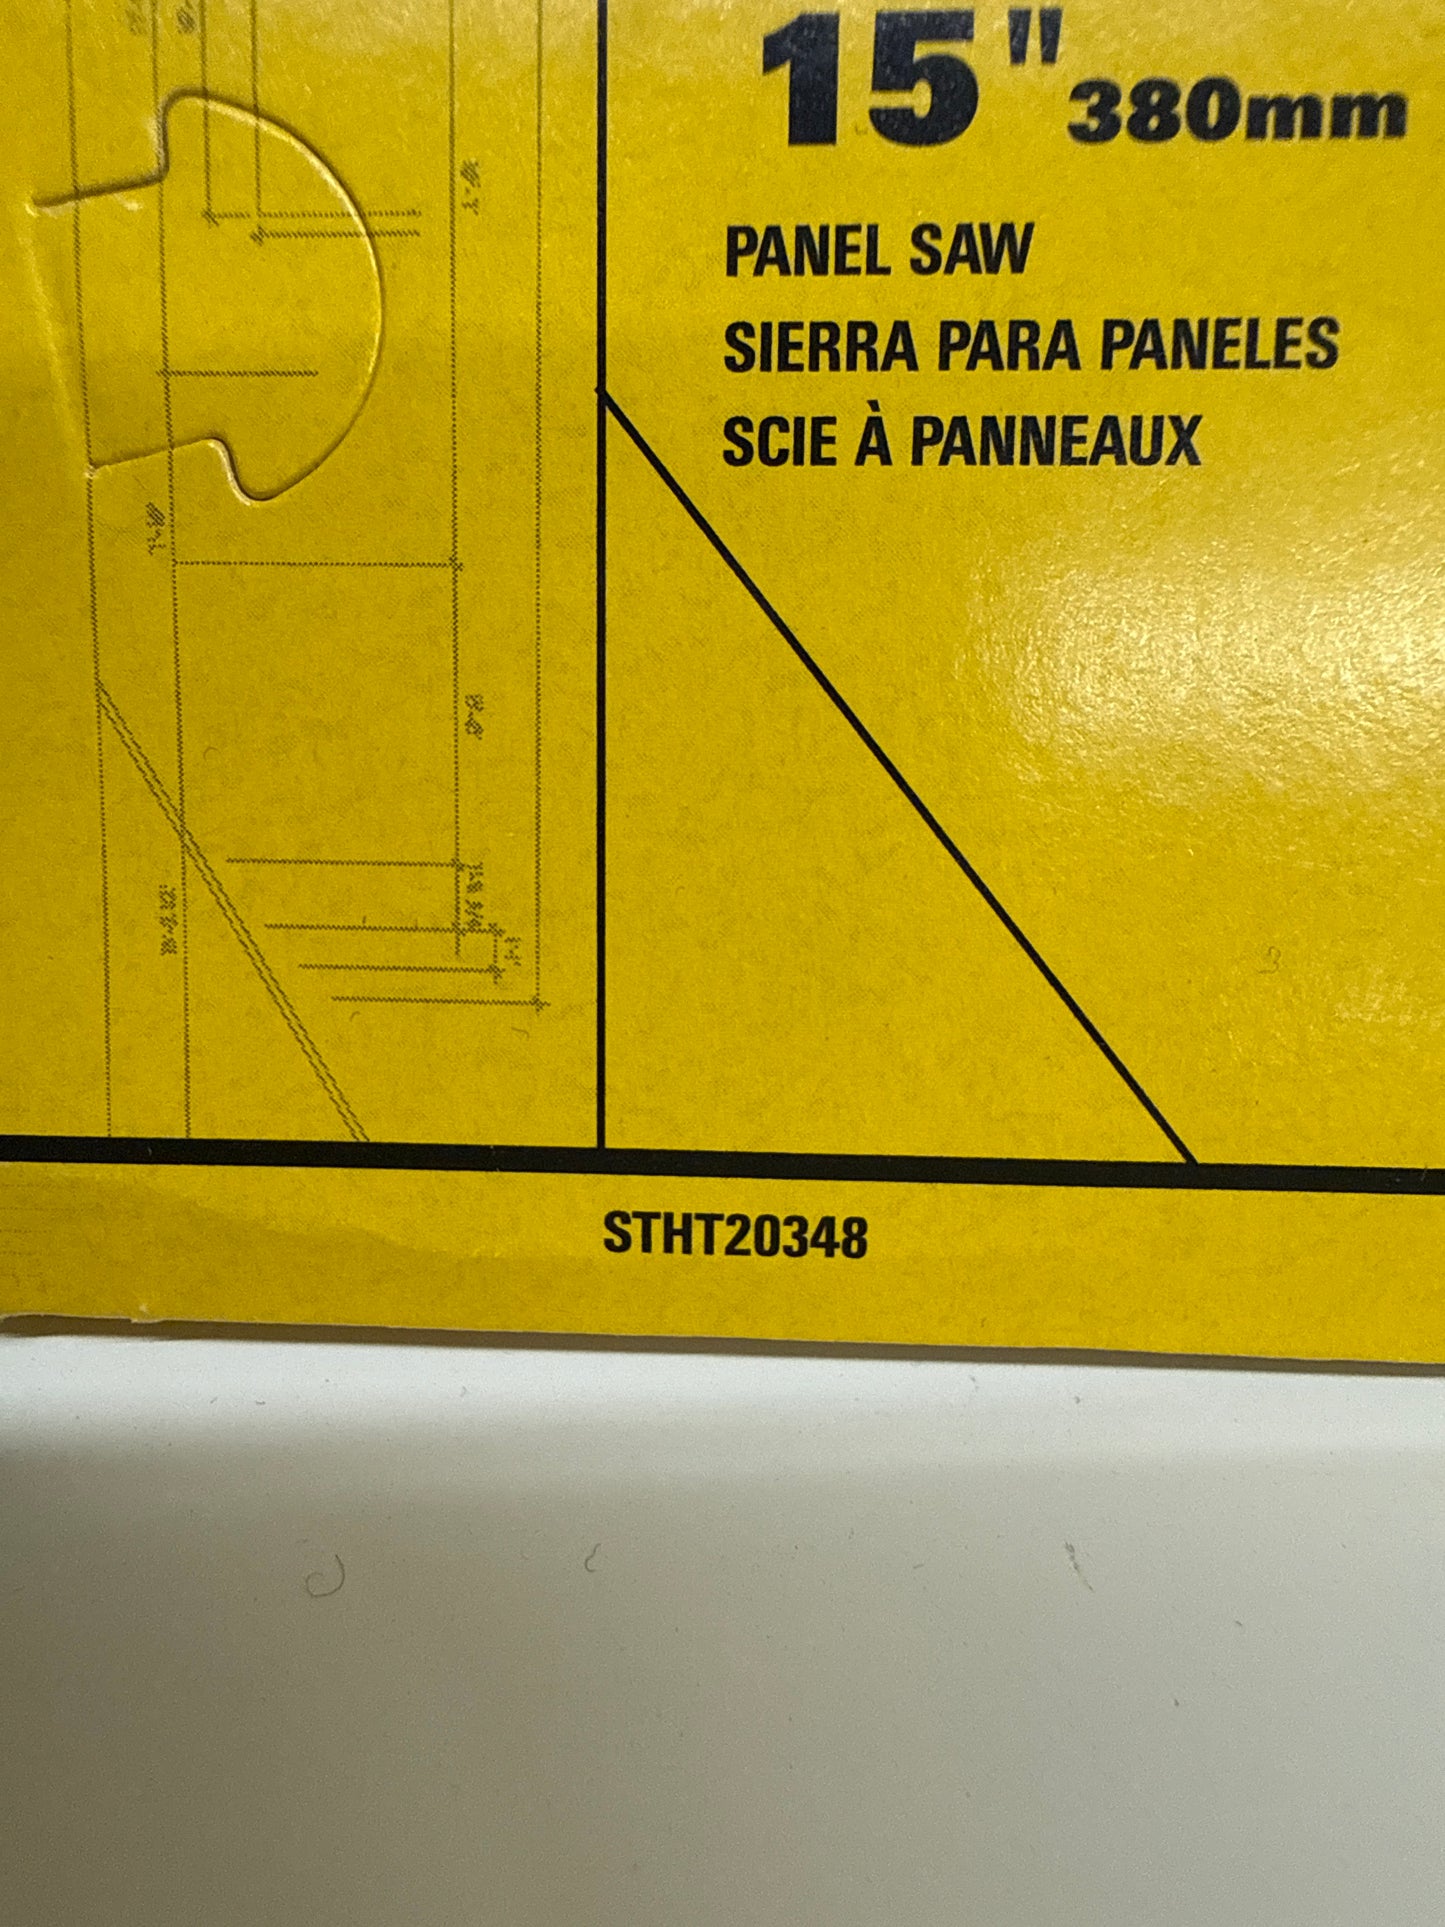 15" 380mm
PANEL SAW
SIERRA PARA PANELES
SCIE À PANNEAUX
STHT20348